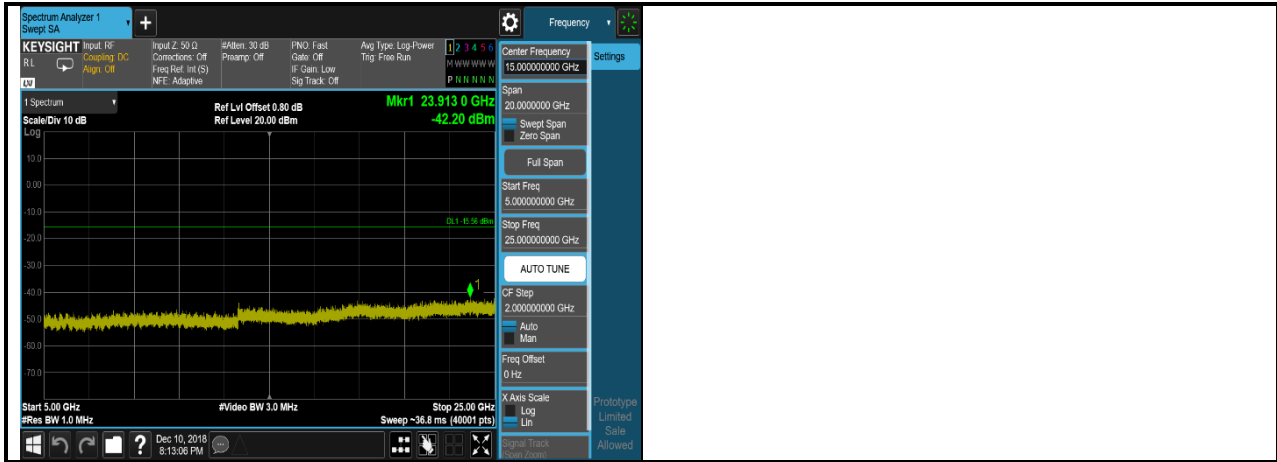 Spectrum Analyzer 1
Swept SA
Frequency
KEYSIGHT
RL
Input: RF
Coupling: DC
Align: Off
Input Z: 50 Ω
Corrections: Off
Freq Ref: Int (S)
NFE: Adaptive
#Atten: 30 dB
Preamp: Off
PNO: Fast
Gate: Off
IF Gain: Low
Sig Track: Off
Avg Type: Log-Power
Trig: Free Run
1 2 3 4 5 6
M W W W W W
P N N N N N
1 Spectrum
Scale/Div 10 dB
Log
Ref Lvl Offset 0.80 dB
Ref Level 20.00 dBm
Mkr1 23.913 0 GHz
-42.20 dBm
10.0
0.00
-10.0
DL1 -15.56 dBm
-20.0
-30.0
1
-40.0
-50.0
-60.0
-70.0
Start 5.00 GHz
#Video BW 3.0 MHz
Stop 25.00 GHz
#Res BW 1.0 MHz
Sweep ~36.8 ms (40001 pts)
?
Dec 10, 2018
8:13:06 PM
Center Frequency
15.000000000 GHz
Settings
Span
20.0000000 GHz
Swept Span
Zero Span
Full Span
Start Freq
5.000000000 GHz
Stop Freq
25.000000000 GHz
AUTO TUNE
CF Step
2.000000000 GHz
Auto
Man
Freq Offset
0 Hz
X Axis Scale
Log
Lin
Signal Track
(Span Zoom)
Prototype
Limited
Sale
Allowed